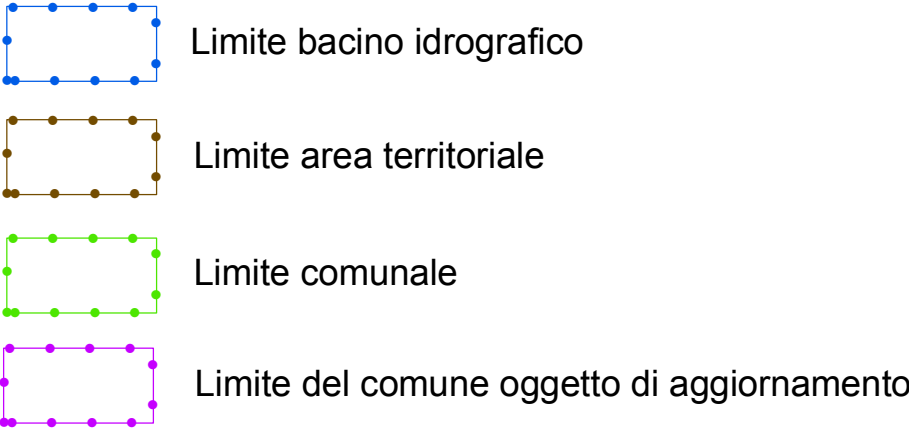 Limite bacino idrografico
Limite area territoriale
Limite comunale
Limite del comune oggetto di aggiornamento